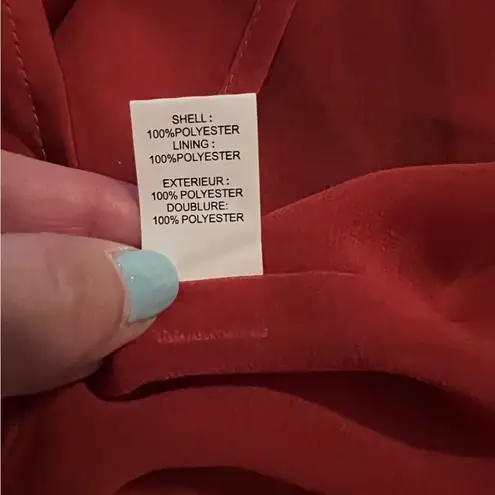 SHELL :
100%POLYESTER
LINING :
100%POLYESTER
EXTERIEUR :
100% POLYESTER
DOUBLURE:
100% POLYESTER